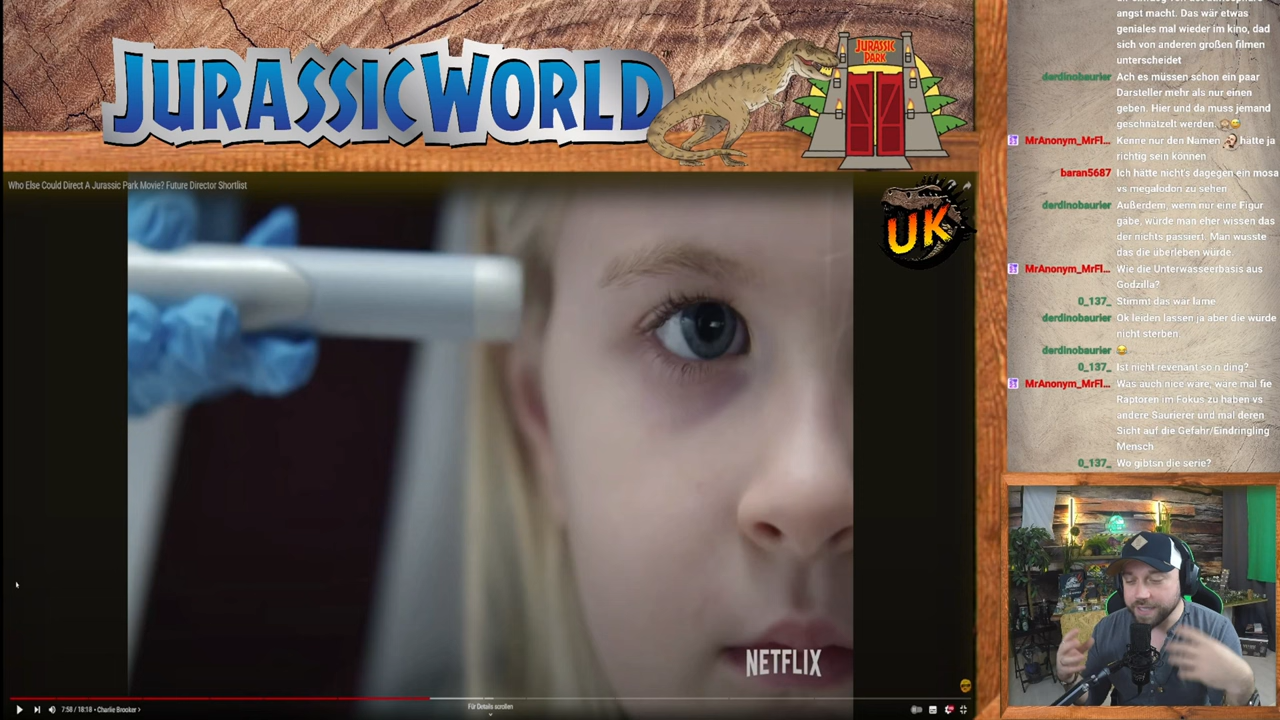 JURASSIC WORLD
JURASSIC
PARK
Who Else Could Direct A Jurassic Park Movie? Future Director Shortlist
UK
NETFLIX
Für Details scrollen
7:58 / 18:18 • Charlie Brooker >
angst macht. Das wär etwas
geniales mal wieder im kino, dad
sich von anderen großen filmen
unterscheidet
derdinobaurier Ach es müssen schon ein paar
Darsteller mehr als nur einen
geben. Hier und da muss jemand
geschnätzelt werden.
MrAnonym_MrFl... Kenne nur den Namen hätte ja
richtig sein können
baran5687 Ich hätte nicht's dagegen ein mosa
vs megalodon zu sehen
derdinobaurier Außerdem, wenn nur eine Figur
gabe, würde man eher wissen das
der nichts passiert. Man wusste
das die überleben würde.
MrAnonym_MrFl... Wie die Unterwasserbasis aus
Godzilla?
0_137_ Stimmt das war lame
derdinobaurier Ok leiden lassen ja aber die würde
nicht sterben.
derdinobaurier 😂
0_137_ Ist nicht revenant so n ding?
MrAnonym_MrFl... Was auch nice wäre, wäre mal fie
Raptoren im Fokus zu haben vs
andere Saurierer und mal deren
Sicht auf die Gefahr/Eindringling
Mensch
0_137_ Wo gibtsn die serie?